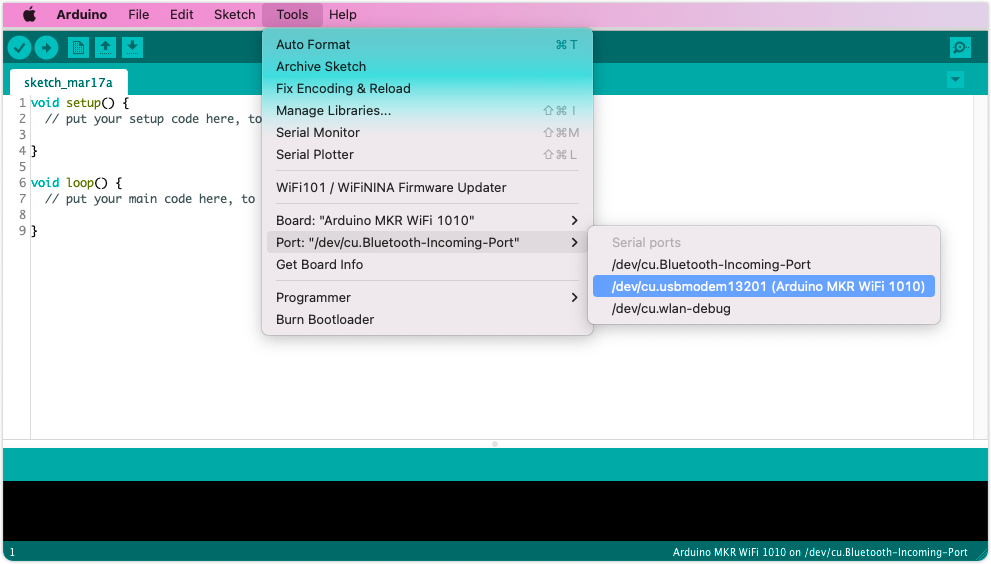 Arduino File Edit Sketch Tools Help
Auto Format ⌘T
Archive Sketch
Fix Encoding & Reload
Manage Libraries... ⇧⌘I
Serial Monitor ⇧⌘M
Serial Plotter ⇧⌘L
WiFi101 / WiFiNINA Firmware Updater
Board: "Arduino MKR WiFi 1010"
Port: "/dev/cu.Bluetooth-Incoming-Port"
Get Board Info
Programmer
Burn Bootloader
Serial ports
/dev/cu.Bluetooth-Incoming-Port
/dev/cu.usbmodem13201 (Arduino MKR WiFi 1010)
/dev/cu.wlan-debug
sketch_mar17a
1 void setup() {
2 // put your setup code here, to
3
4 }
5
6 void loop() {
7 // put your main code here, to
8
9 }
1
Arduino MKR WiFi 1010 on /dev/cu.Bluetooth-Incoming-Port